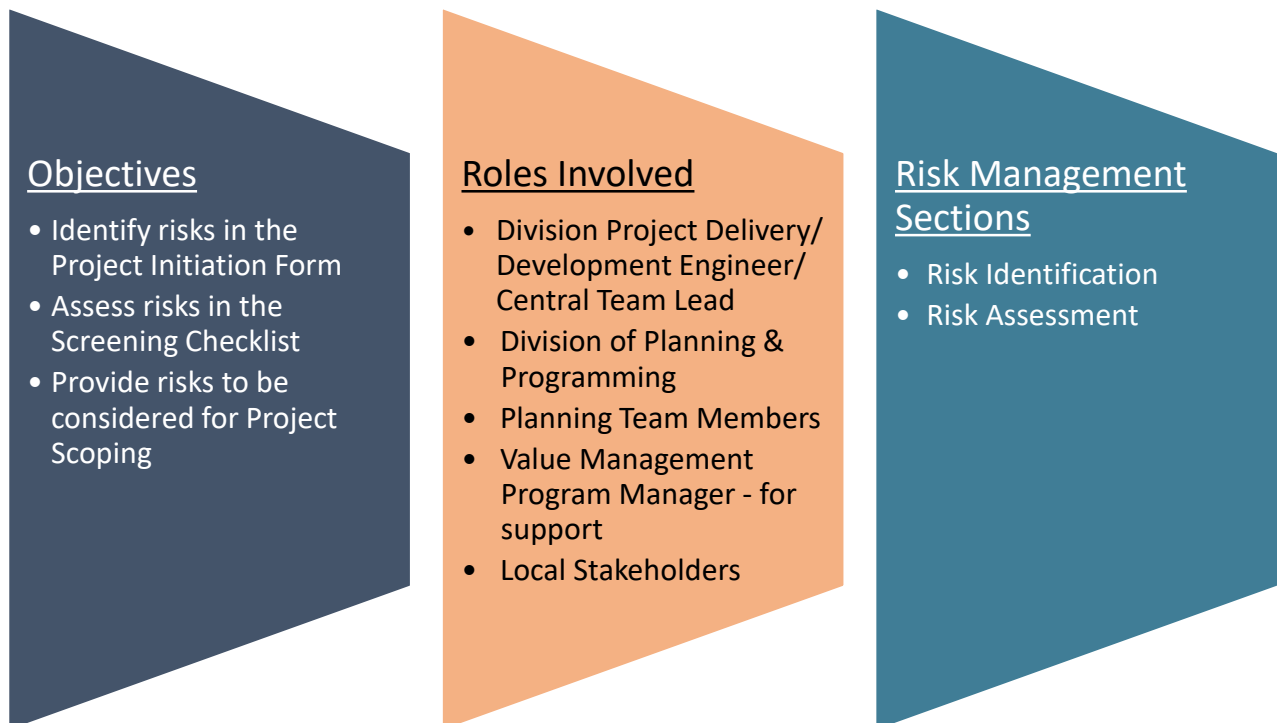 Objectives
• Identify risks in the
Project Initiation Form
• Assess risks in the
Screening Checklist
• Provide risks to be
considered for Project
Scoping
Roles Involved
• Division Project Delivery/
Development Engineer/
Central Team Lead
• Division of Planning &
Programming
• Planning Team Members
• Value Management
Program Manager - for
support
• Local Stakeholders
Risk Management
Sections
• Risk Identification
• Risk Assessment